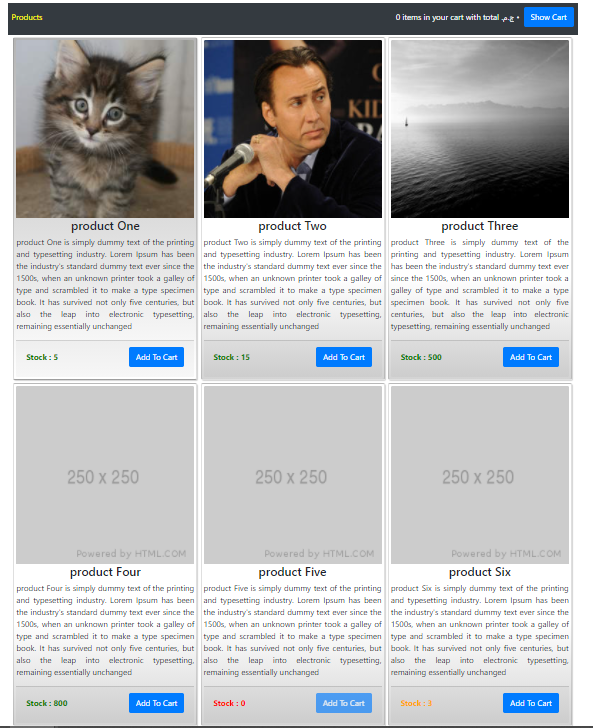 Products
0 items in your cart with total ج.م. ٠ Show Cart
KID
product One
product One is simply dummy text of the printing
and typesetting industry. Lorem Ipsum has been
the industry's standard dummy text ever since the
1500s, when an unknown printer took a galley of
type and scrambled it to make a type specimen
book. It has survived not only five centuries, but
also the leap into electronic typesetting,
remaining essentially unchanged
Stock : 5 Add To Cart
product Two
product Two is simply dummy text of the printing
and typesetting industry. Lorem Ipsum has been
the industry's standard dummy text ever since the
1500s, when an unknown printer took a galley of
type and scrambled it to make a type specimen
book. It has survived not only five centuries, but
also the leap into electronic typesetting,
remaining essentially unchanged
Stock : 15 Add To Cart
product Three
product Three is simply dummy text of the
printing and typesetting industry. Lorem Ipsum
has been the industry's standard dummy text ever
since the 1500s, when an unknown printer took a
galley of type and scrambled it to make a type
specimen book. It has survived not only five
centuries, but also the leap into electronic
typesetting, remaining essentially unchanged
Stock : 500 Add To Cart
250 x 250
Powered by HTML.COM
product Four
product Four is simply dummy text of the printing
and typesetting industry. Lorem Ipsum has been
the industry's standard dummy text ever since the
1500s, when an unknown printer took a galley of
type and scrambled it to make a type specimen
book. It has survived not only five centuries, but
also the leap into electronic typesetting,
remaining essentially unchanged
Stock : 800 Add To Cart
250 x 250
Powered by HTML.COM
product Five
product Five is simply dummy text of the printing
and typesetting industry. Lorem Ipsum has been
the industry's standard dummy text ever since the
1500s, when an unknown printer took a galley of
type and scrambled it to make a type specimen
book. It has survived not only five centuries, but
also the leap into electronic typesetting,
remaining essentially unchanged
Stock : 0 Add To Cart
250 x 250
Powered by HTML.COM
product Six
product Six is simply dummy text of the printing
and typesetting industry. Lorem Ipsum has been
the industry's standard dummy text ever since the
1500s, when an unknown printer took a galley of
type and scrambled it to make a type specimen
book. It has survived not only five centuries, but
also the leap into electronic typesetting,
remaining essentially unchanged
Stock : 3 Add To Cart